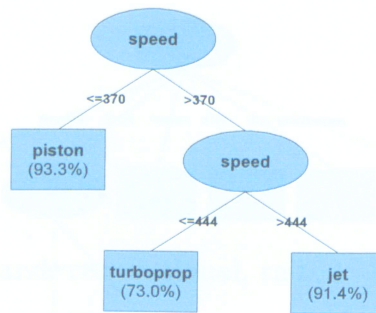 speed
<=370
>370
piston
(93.3%)
speed
<=444
>444
turboprop
(73.0%)
jet
(91.4%)